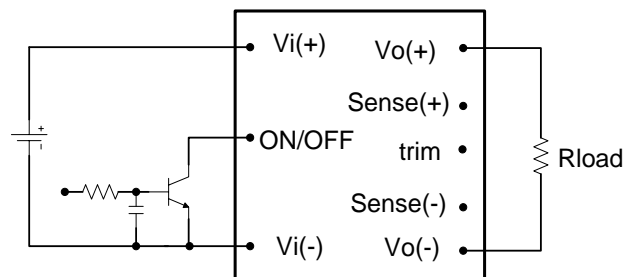 Vi(+)
Vo(+)
Sense(+)
ON/OFF
trim
Rload
Sense(-)
Vi(-)
Vo(-)
+
-